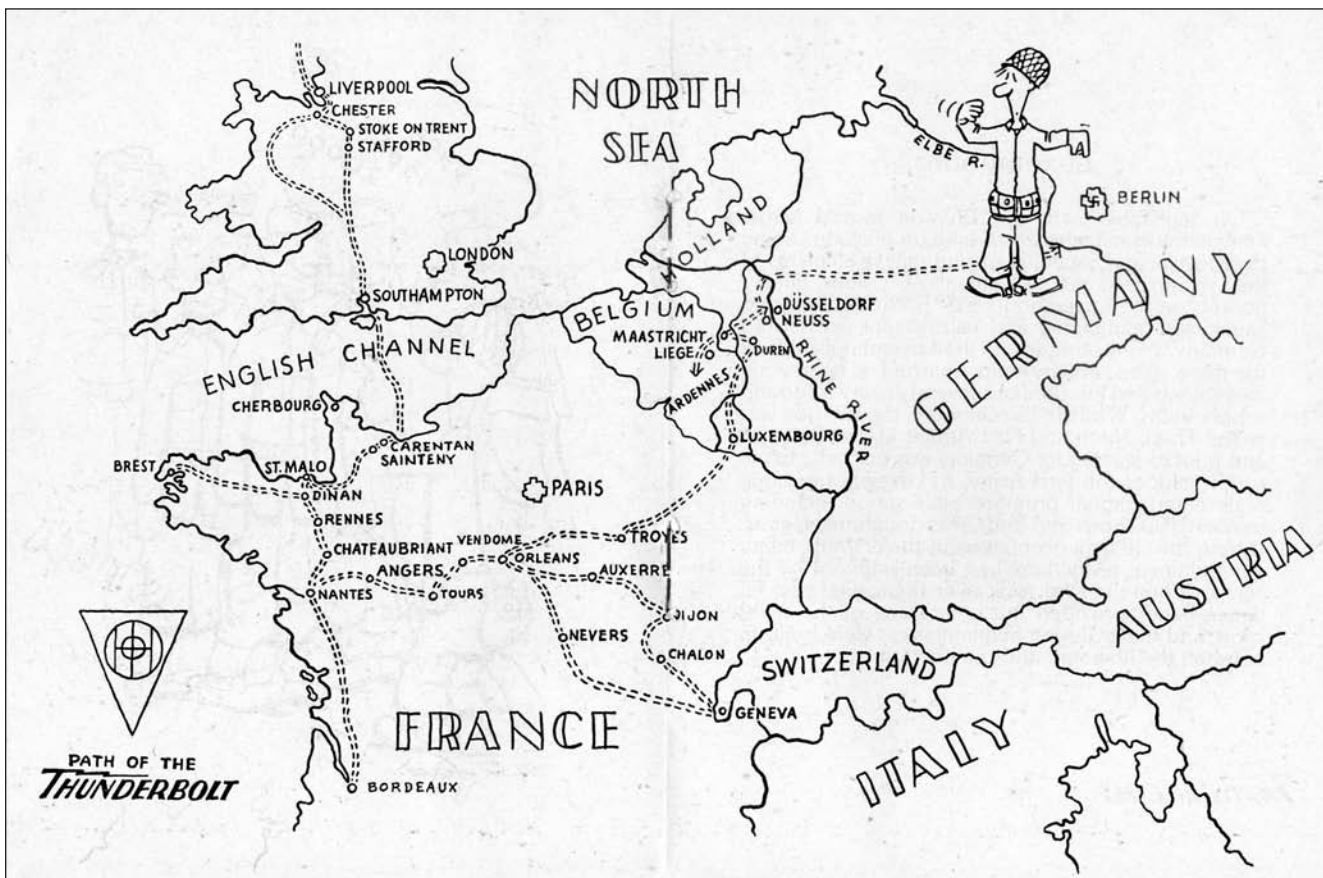 LIVERPOOL
CHESTER
STOKE ON TRENT
STAFFORD
LONDON
SOUTHAMPTON
NORTH
SEA
ELBE R.
A
BERLIN
HOLLAND
GERMANY
BELGIUM
DÜSSELDORF
NEUSS
MAASTRICHT
LIEGE
DUREN
RHINE
RIVER
ARDENNES
LUXEMBOURG
ENGLISH CHANNEL
CHERBOURG
CARENTAN
SAINTENY
BREST
ST. MALO
DINAN
RENNES
PARIS
CHATEAUBRIANT
VENDOME
ORLEANS
TROYES
ANGERS
AUXERRE
NANTES
TOURS
DIJON
NEVERS
CHALON
SWITZERLAND
AUSTRIA
GENEVA
FRANCE
ITALY
BORDEAUX
PATH OF THE
THUNDERBOLT